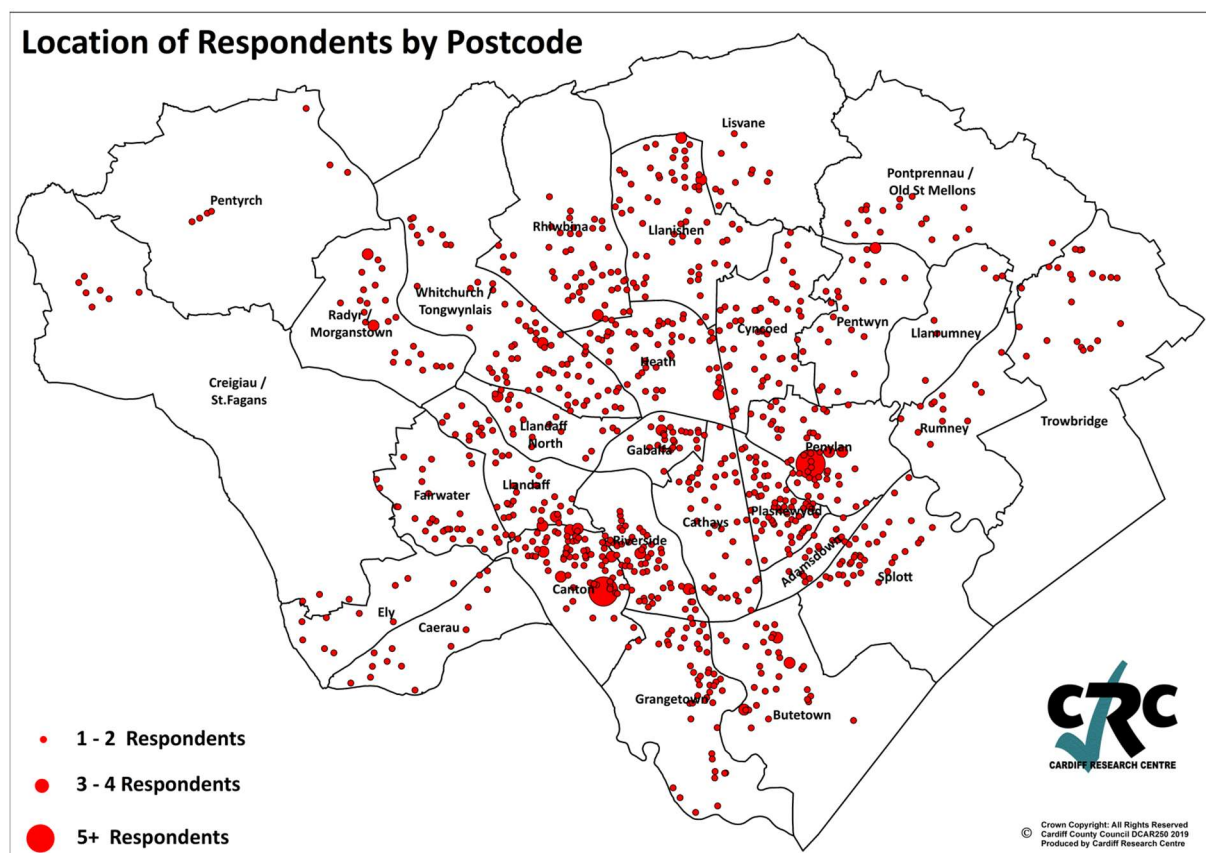 Location of Respondents by Postcode
Lisvane
Pontprennau /
Old St Mellons
Pentyrch
Rhiwbina
Llanishen
Whitchurch /
Tongwynlais
Radyr /
Morganstown
Cyncoed
Pentwyn
Llanrumney
Heath
Creigiau /
St.Fagans
Llandaff
North
Gabalfa
Penylan
Rumney
Trowbridge
Fairwater
Llandaff
Cathays
Plasnewydd
Riverside
Adamsdown
Splott
Canton
Ely
Caerau
Grangetown
Butetown
1 - 2 Respondents
3 - 4 Respondents
5+ Respondents
CRC
CARDIFF RESEARCH CENTRE
© Crown Copyright: All Rights Reserved
Cardiff County Council DCAR250 2019
Produced by Cardiff Research Centre